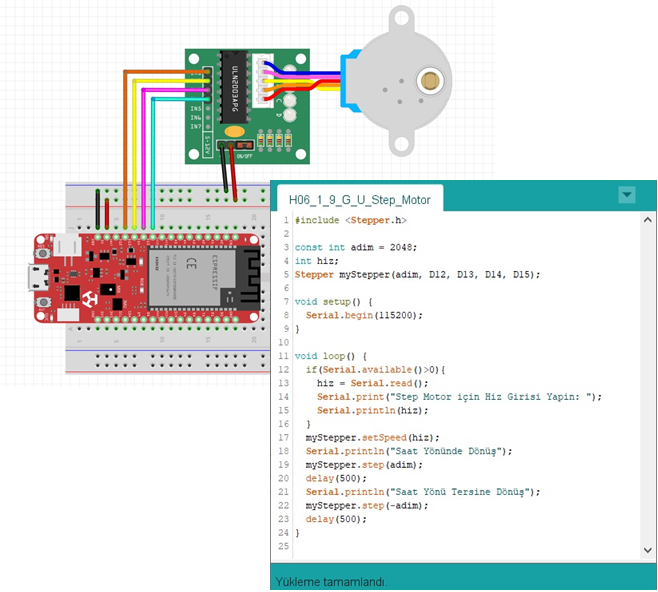 ULN2003APG
IN5
IN6
IN7
5-12V
ON/OFF
C
D
CE
ESPRESSIF
H06_1_9_G_U_Step_Motor
1 #include <Stepper.h>
2
3 const int adim = 2048;
4 int hiz;
5 Stepper myStepper(adim, D12, D13, D14, D15);
6
7 void setup() {
8 Serial.begin(115200);
9 }
10
11 void loop() {
12 if(Serial.available()>0){
13 hiz = Serial.read();
14 Serial.print("Step Motor için Hiz Girisi Yapin: ");
15 Serial.println(hiz);
16 }
17 myStepper.setSpeed(hiz);
18 Serial.println("Saat Yönünde Dönüş");
19 myStepper.step(adim);
20 delay(500);
21 Serial.println("Saat Yönü Tersine Dönüş");
22 myStepper.step(-adim);
23 delay(500);
24 }
25
Yükleme tamamlandı.